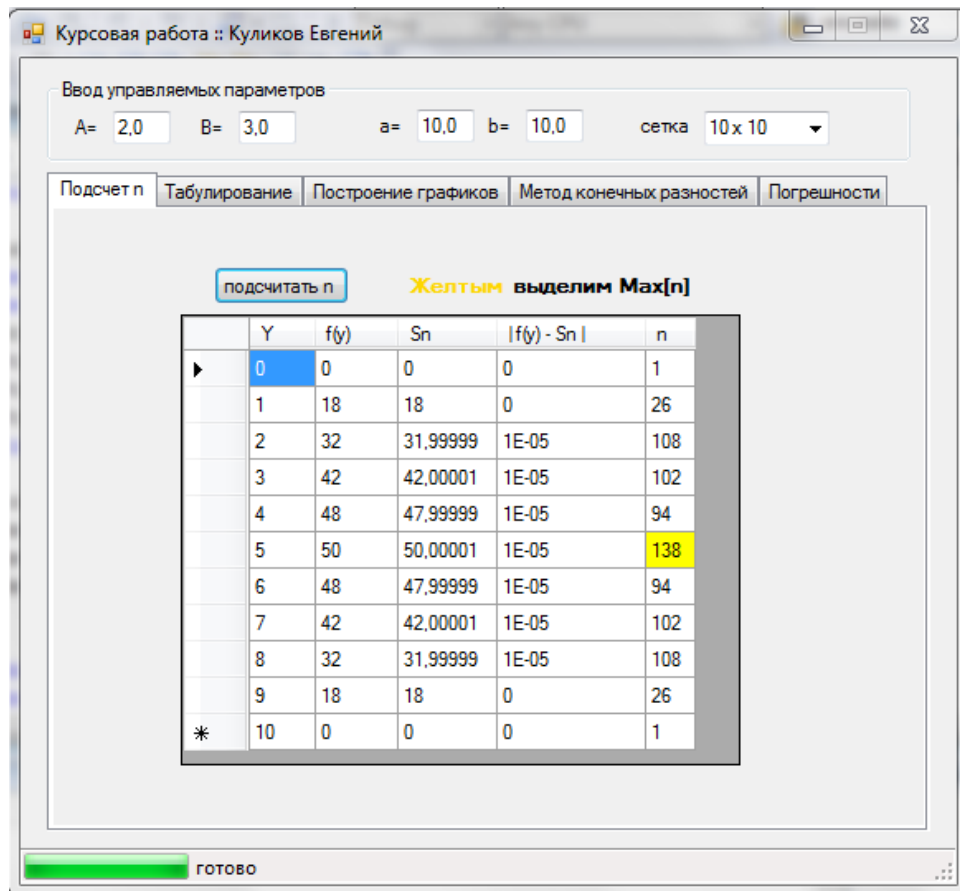 Курсовая работа :: Куликов Евгений
Ввод управляемых параметров
A= 2,0 B= 3,0 a= 10,0 b= 10,0 сетка 10 x 10
Подсчет n Табулирование Построение графиков Метод конечных разностей Погрешности
подсчитать n Желтым выделим Max[n]
Y f(y) Sn |f(y) - Sn | n
0 0 0 0 1
1 18 18 0 26
2 32 31,99999 1E-05 108
3 42 42,00001 1E-05 102
4 48 47,99999 1E-05 94
5 50 50,00001 1E-05 138
6 48 47,99999 1E-05 94
7 42 42,00001 1E-05 102
8 32 31,99999 1E-05 108
9 18 18 0 26
10 0 0 0 1
готово